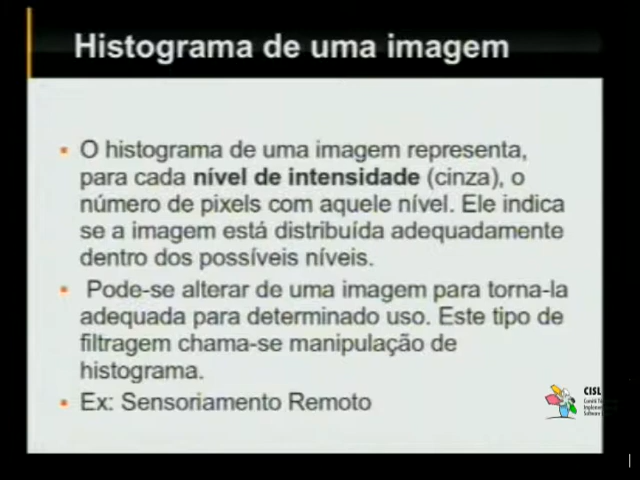 Histograma de uma imagem
O histograma de uma imagem representa,
para cada nível de intensidade (cinza), o
número de pixels com aquele nível. Ele indica
se a imagem está distribuída adequadamente
dentro dos possíveis níveis.
Pode-se alterar de uma imagem para torna-la
adequada para determinado uso. Este tipo de
filtragem chama-se manipulação de
histograma.
Ex: Sensoriamento Remoto
CISL
Comitê
Software